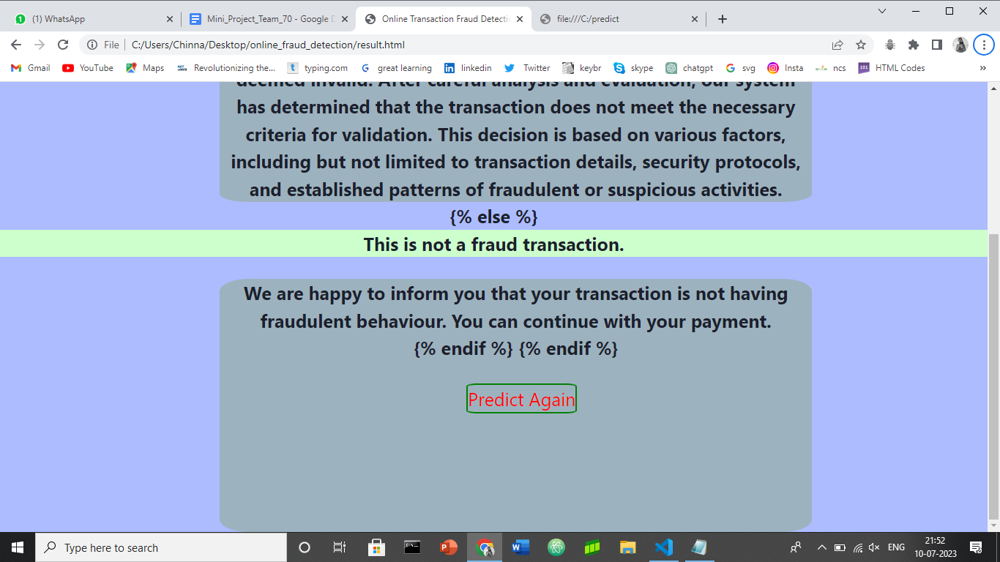 (1) WhatsApp
Mini_Project_Team_70 - Google D
Online Transaction Fraud Detectic
file:///C:/predict
File
C:/Users/Chinna/Desktop/online_fraud_detection/result.html
Gmail
YouTube
Maps
Revolutionizing the...
typing.com
great learning
linkedin
Twitter
keybr
skype
chatgpt
svg
Insta
ncs
HTML Codes
deemed invalid. After careful analysis and evaluation, our system
has determined that the transaction does not meet the necessary
criteria for validation. This decision is based on various factors,
including but not limited to transaction details, security protocols,
and established patterns of fraudulent or suspicious activities.
{% else %}
This is not a fraud transaction.
We are happy to inform you that your transaction is not having
fraudulent behaviour. You can continue with your payment.
{% endif %} {% endif %}
Predict Again
Type here to search
ENG
21:52
10-07-2023